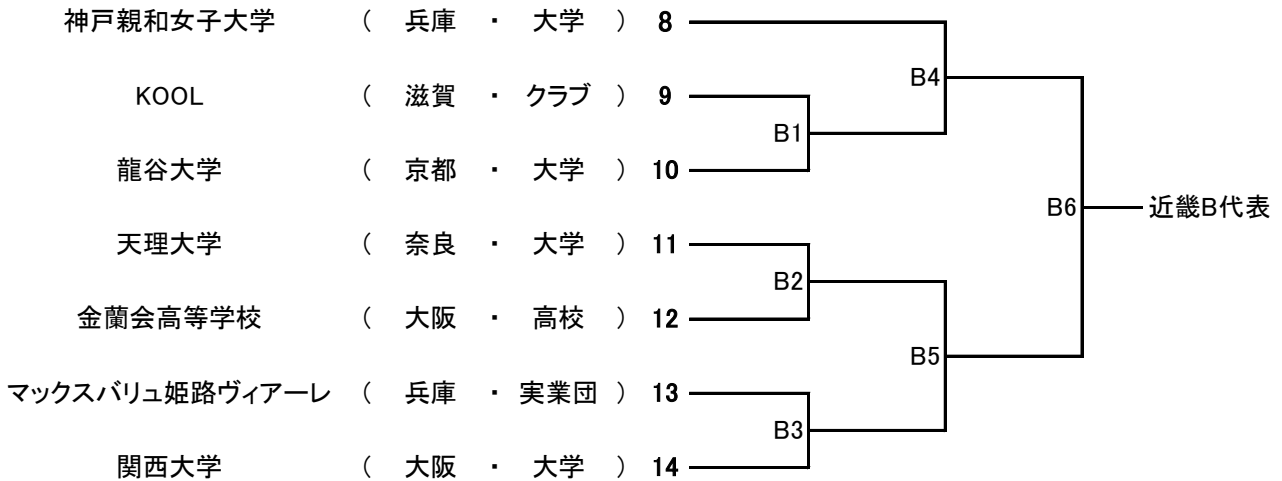 神戸親和女子大学 （ 兵庫 ・ 大学 ） 8
B4
KOOL （ 滋賀 ・ クラブ ） 9
B1
龍谷大学 （ 京都 ・ 大学 ） 10
B6 近畿B代表
天理大学 （ 奈良 ・ 大学 ） 11
B2
金蘭会高等学校 （ 大阪 ・ 高校 ） 12
B5
マックスバリュ姫路ヴィアーレ （ 兵庫 ・ 実業団 ） 13
B3
関西大学 （ 大阪 ・ 大学 ） 14